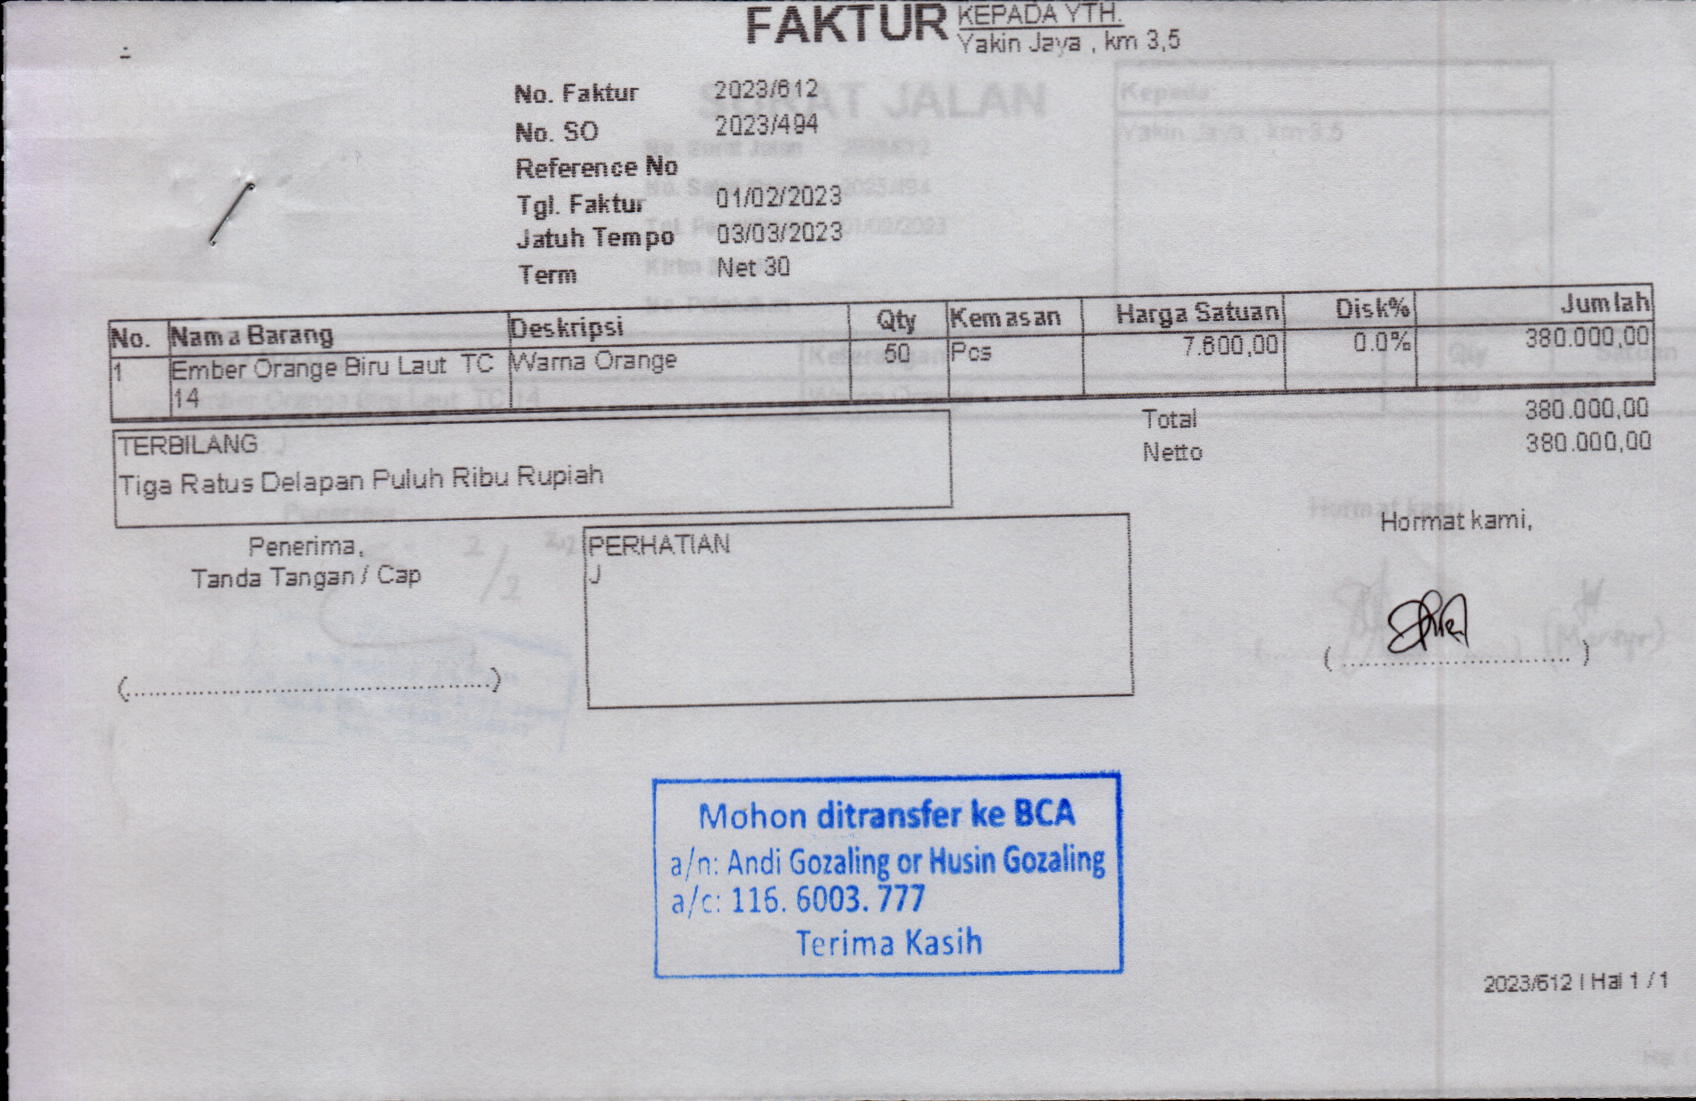 FAKTUR
KEPADA YTH.
Yakin Jaya , km 3,5
No. Faktur 2023/612
No. SO 2023/494
Reference No
Tgl. Faktur 01/02/2023
Jatuh Tempo 03/03/2023
Term Net 30
No. Nama Barang Deskripsi Qty Kemasan Harga Satuan Disk% Jumlah
1 Ember Orange Biru Laut TC Warna Orange 50 Pcs 7.600,00 0.0% 380.000,00
14
Total 380.000,00
Netto 380.000,00
TERBILANG
Tiga Ratus Delapan Puluh Ribu Rupiah
Penerima,
Tanda Tangan / Cap
(..................................................)
PERHATIAN
J
Hormat kami,
( ................................ )
Mohon ditransfer ke BCA
a/n: Andi Gozaling or Husin Gozaling
a/c: 116. 6003. 777
Terima Kasih
2023/612 | Hal 1 / 1